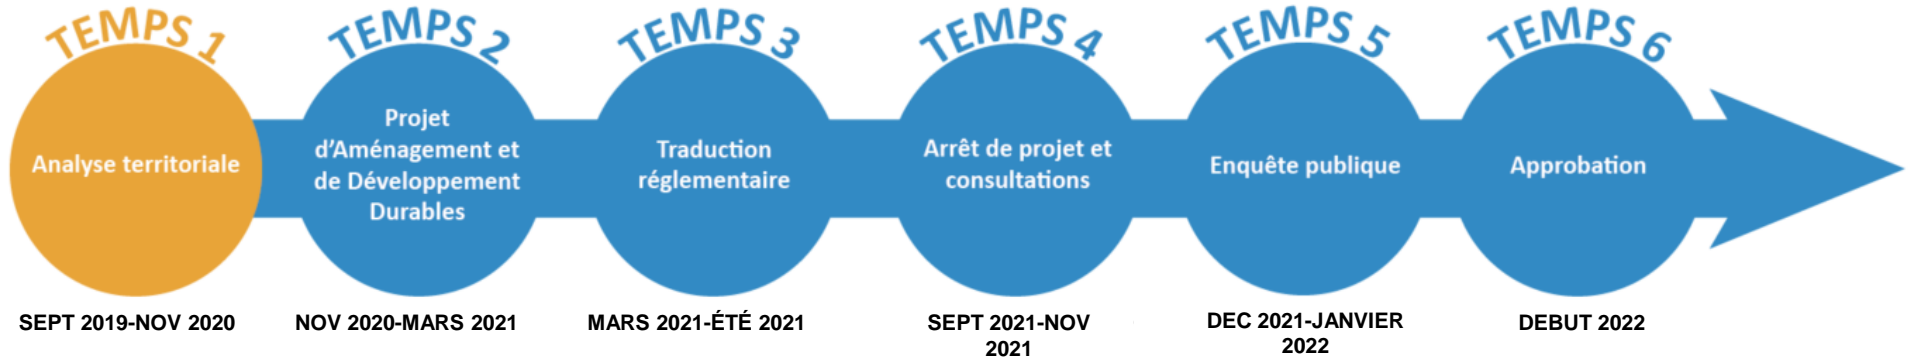 TEMPS 1
Analyse territoriale
SEPT 2019-NOV 2020
TEMPS 2
Projet
d'Aménagement et
de Développement
Durables
NOV 2020-MARS 2021
TEMPS 3
Traduction
réglementaire
MARS 2021-ÉTÉ 2021
TEMPS 4
Arrêt de projet et
consultations
SEPT 2021-NOV
2021
TEMPS 5
Enquête publique
DEC 2021-JANVIER
2022
TEMPS 6
Approbation
DEBUT 2022